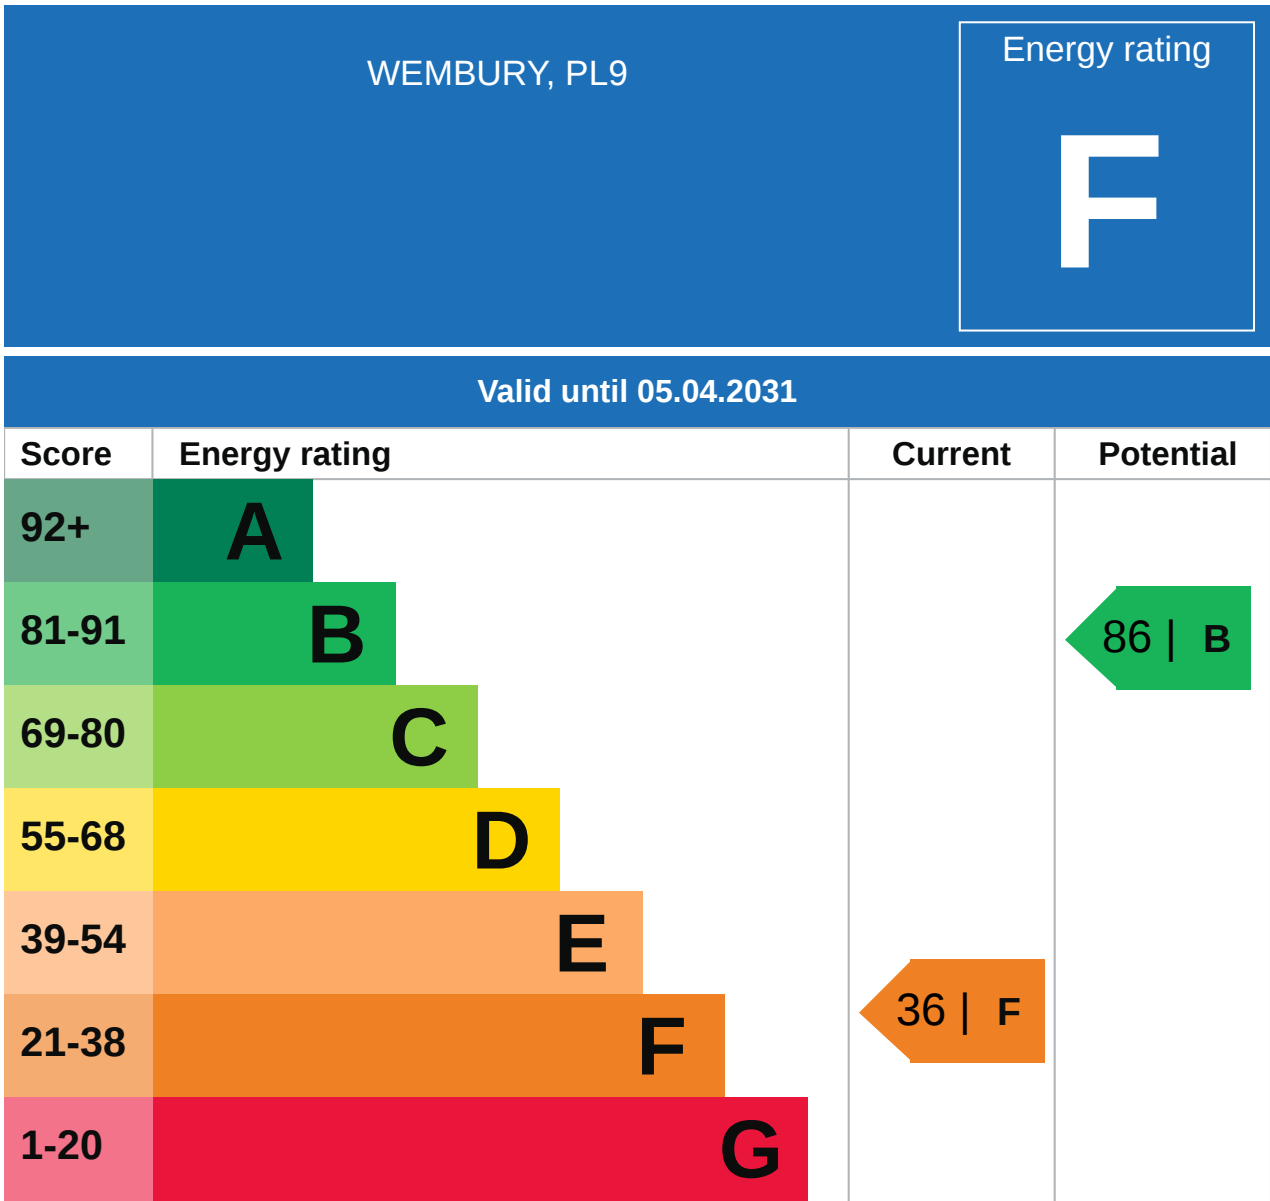 WEMBURY, PL9
Energy rating
F
Valid until 05.04.2031
Score Energy rating Current Potential
92+ A
81-91 B 86 | B
69-80 C
55-68 D
39-54 E
21-38 F 36 | F
1-20 G